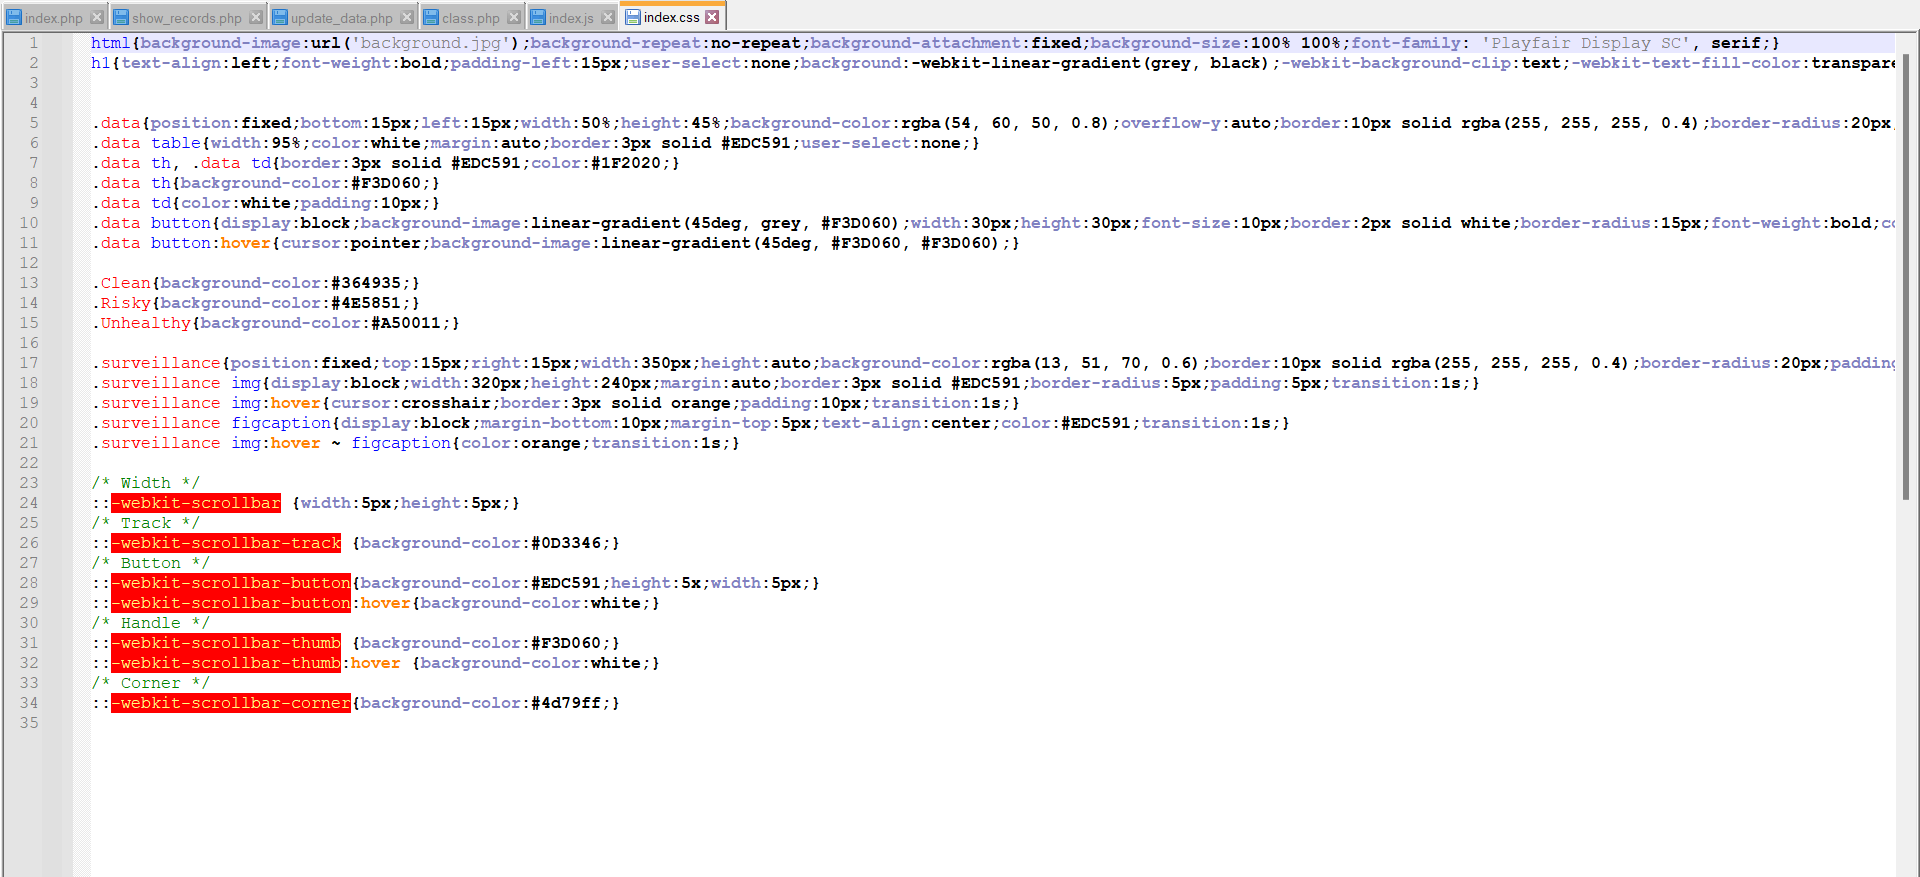 index.php
show_records.php
update_data.php
class.php
index.js
index.css
1 html{background-image:url('background.jpg');background-repeat:no-repeat;background-attachment:fixed;background-size:100% 100%;font-family: 'Playfair Display SC', serif;}
2 h1{text-align:left;font-weight:bold;padding-left:15px;user-select:none;background:-webkit-linear-gradient(grey, black);-webkit-background-clip:text;-webkit-text-fill-color:transpare
3
4
5 .data{position:fixed;bottom:15px;left:15px;width:50%;height:45%;background-color:rgba(54, 60, 50, 0.8);overflow-y:auto;border:10px solid rgba(255, 255, 255, 0.4);border-radius:20px
6 .data table{width:95%;color:white;margin:auto;border:3px solid #EDC591;user-select:none;}
7 .data th, .data td{border:3px solid #EDC591;color:#1F2020;}
8 .data th{background-color:#F3D060;}
9 .data td{color:white;padding:10px;}
10 .data button{display:block;background-image:linear-gradient(45deg, grey, #F3D060);width:30px;height:30px;font-size:10px;border:2px solid white;border-radius:15px;font-weight:bold;co
11 .data button:hover{cursor:pointer;background-image:linear-gradient(45deg, #F3D060, #F3D060);}
12
13 .Clean{background-color:#364935;}
14 .Risky{background-color:#4E5851;}
15 .Unhealthy{background-color:#A50011;}
16
17 .surveillance{position:fixed;top:15px;right:15px;width:350px;height:auto;background-color:rgba(13, 51, 70, 0.6);border:10px solid rgba(255, 255, 255, 0.4);border-radius:20px;padding
18 .surveillance img{display:block;width:320px;height:240px;margin:auto;border:3px solid #EDC591;border-radius:5px;padding:5px;transition:1s;}
19 .surveillance img:hover{cursor:crosshair;border:3px solid orange;padding:10px;transition:1s;}
20 .surveillance figcaption{display:block;margin-bottom:10px;margin-top:5px;text-align:center;color:#EDC591;transition:1s;}
21 .surveillance img:hover ~ figcaption{color:orange;transition:1s;}
22
23 /* Width */
24 ::-webkit-scrollbar {width:5px;height:5px;}
25 /* Track */
26 ::-webkit-scrollbar-track {background-color:#0D3346;}
27 /* Button */
28 ::-webkit-scrollbar-button{background-color:#EDC591;height:5x;width:5px;}
29 ::-webkit-scrollbar-button:hover{background-color:white;}
30 /* Handle */
31 ::-webkit-scrollbar-thumb {background-color:#F3D060;}
32 ::-webkit-scrollbar-thumb:hover {background-color:white;}
33 /* Corner */
34 ::-webkit-scrollbar-corner{background-color:#4d79ff;}
35